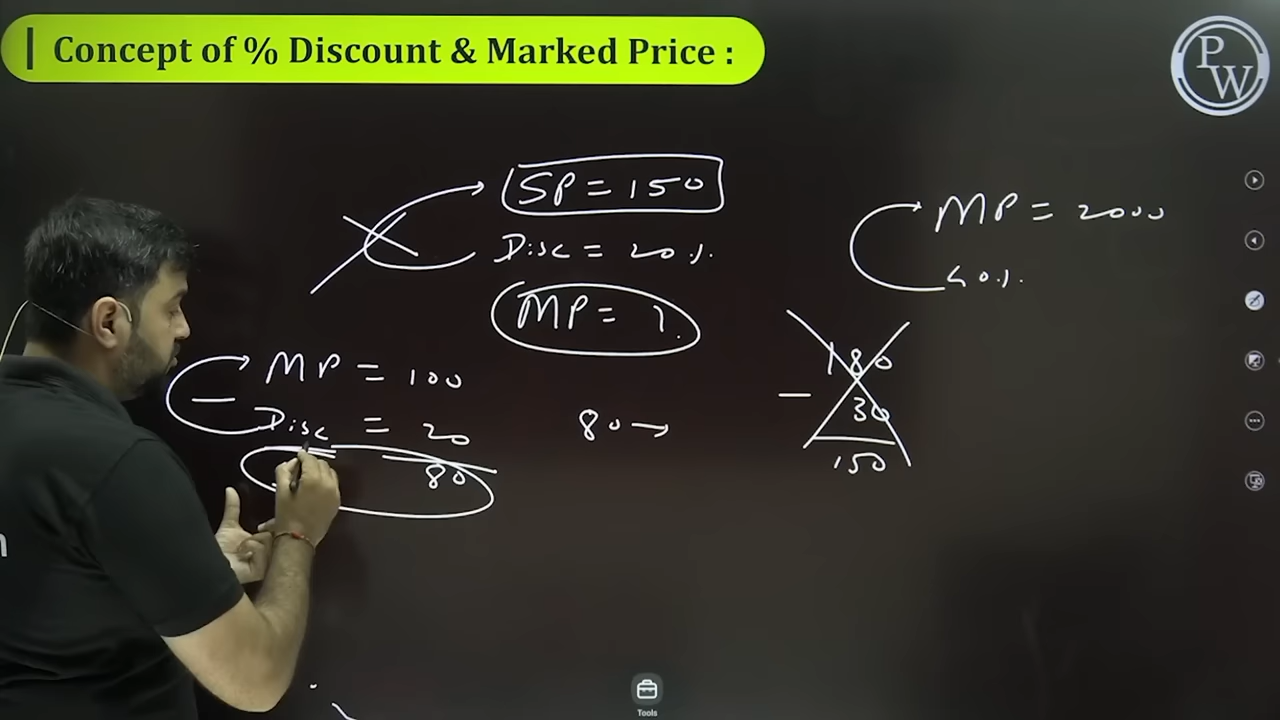 Concept of % Discount & Marked Price :
PW
SP = 150
Disc = 20%
MP = ?
MP = 2000
40%
MP = 100
Disc = 20
80
80 →
180
- 30
150
Tools